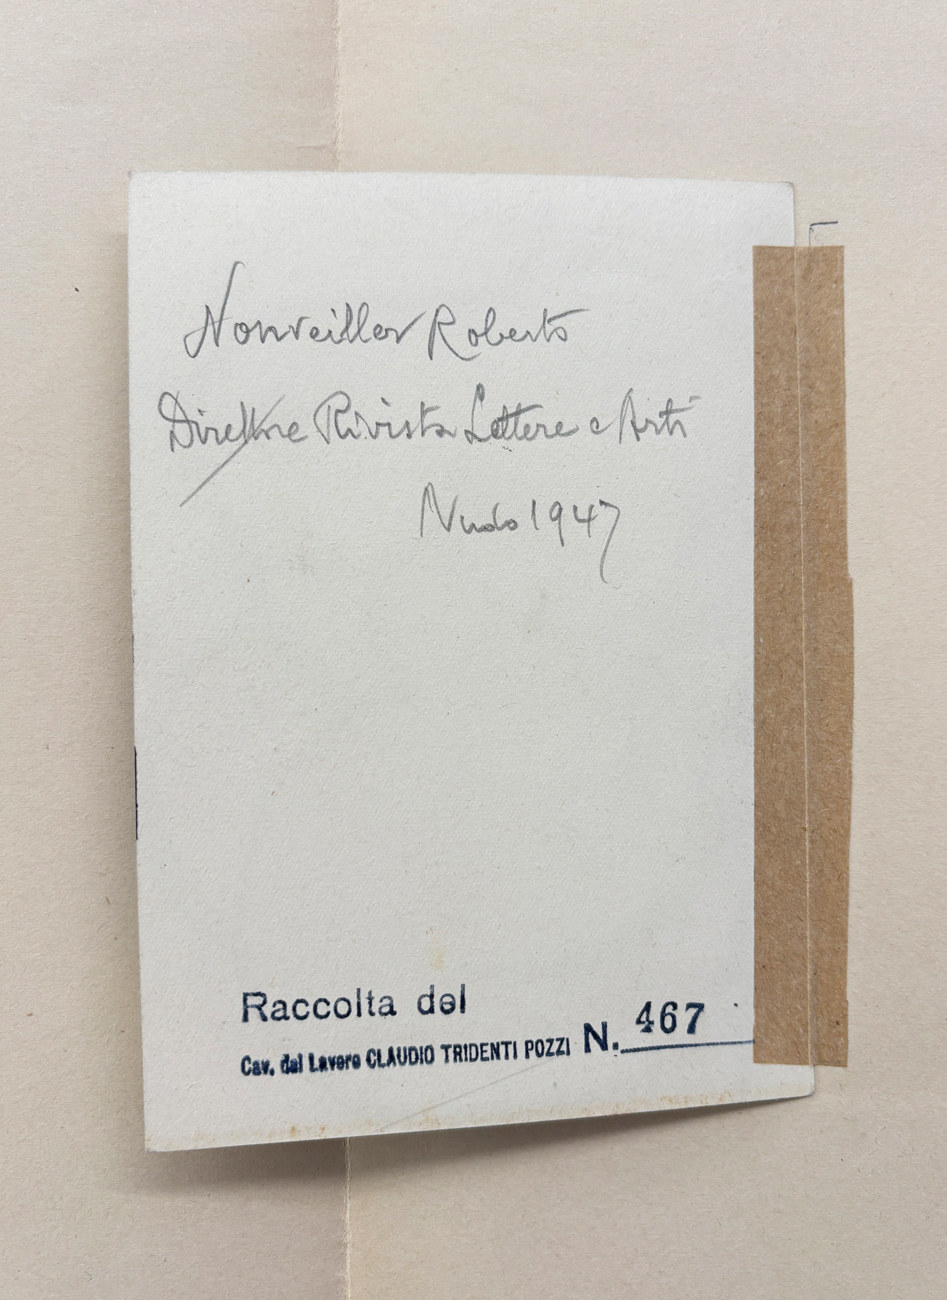 Nonveiller Roberto
Direttore Rivista Lettere e Arti
Nudo 1947
Raccolta del
Cav. del Lavoro CLAUDIO TRIDENTI POZZI N. 467